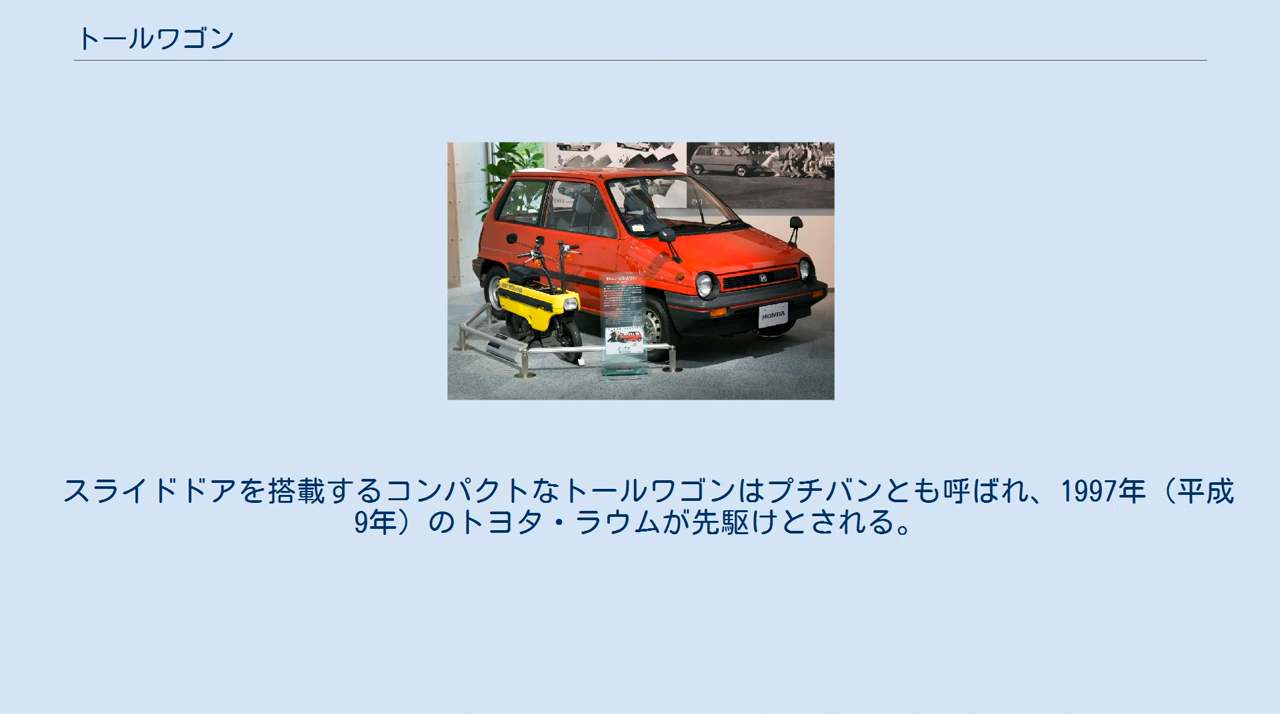 トールワゴン
HONDA
スライドドアを搭載するコンパクトなトールワゴンはプチバンとも呼ばれ、1997年（平成
9年）のトヨタ・ラウムが先駆けとされる。